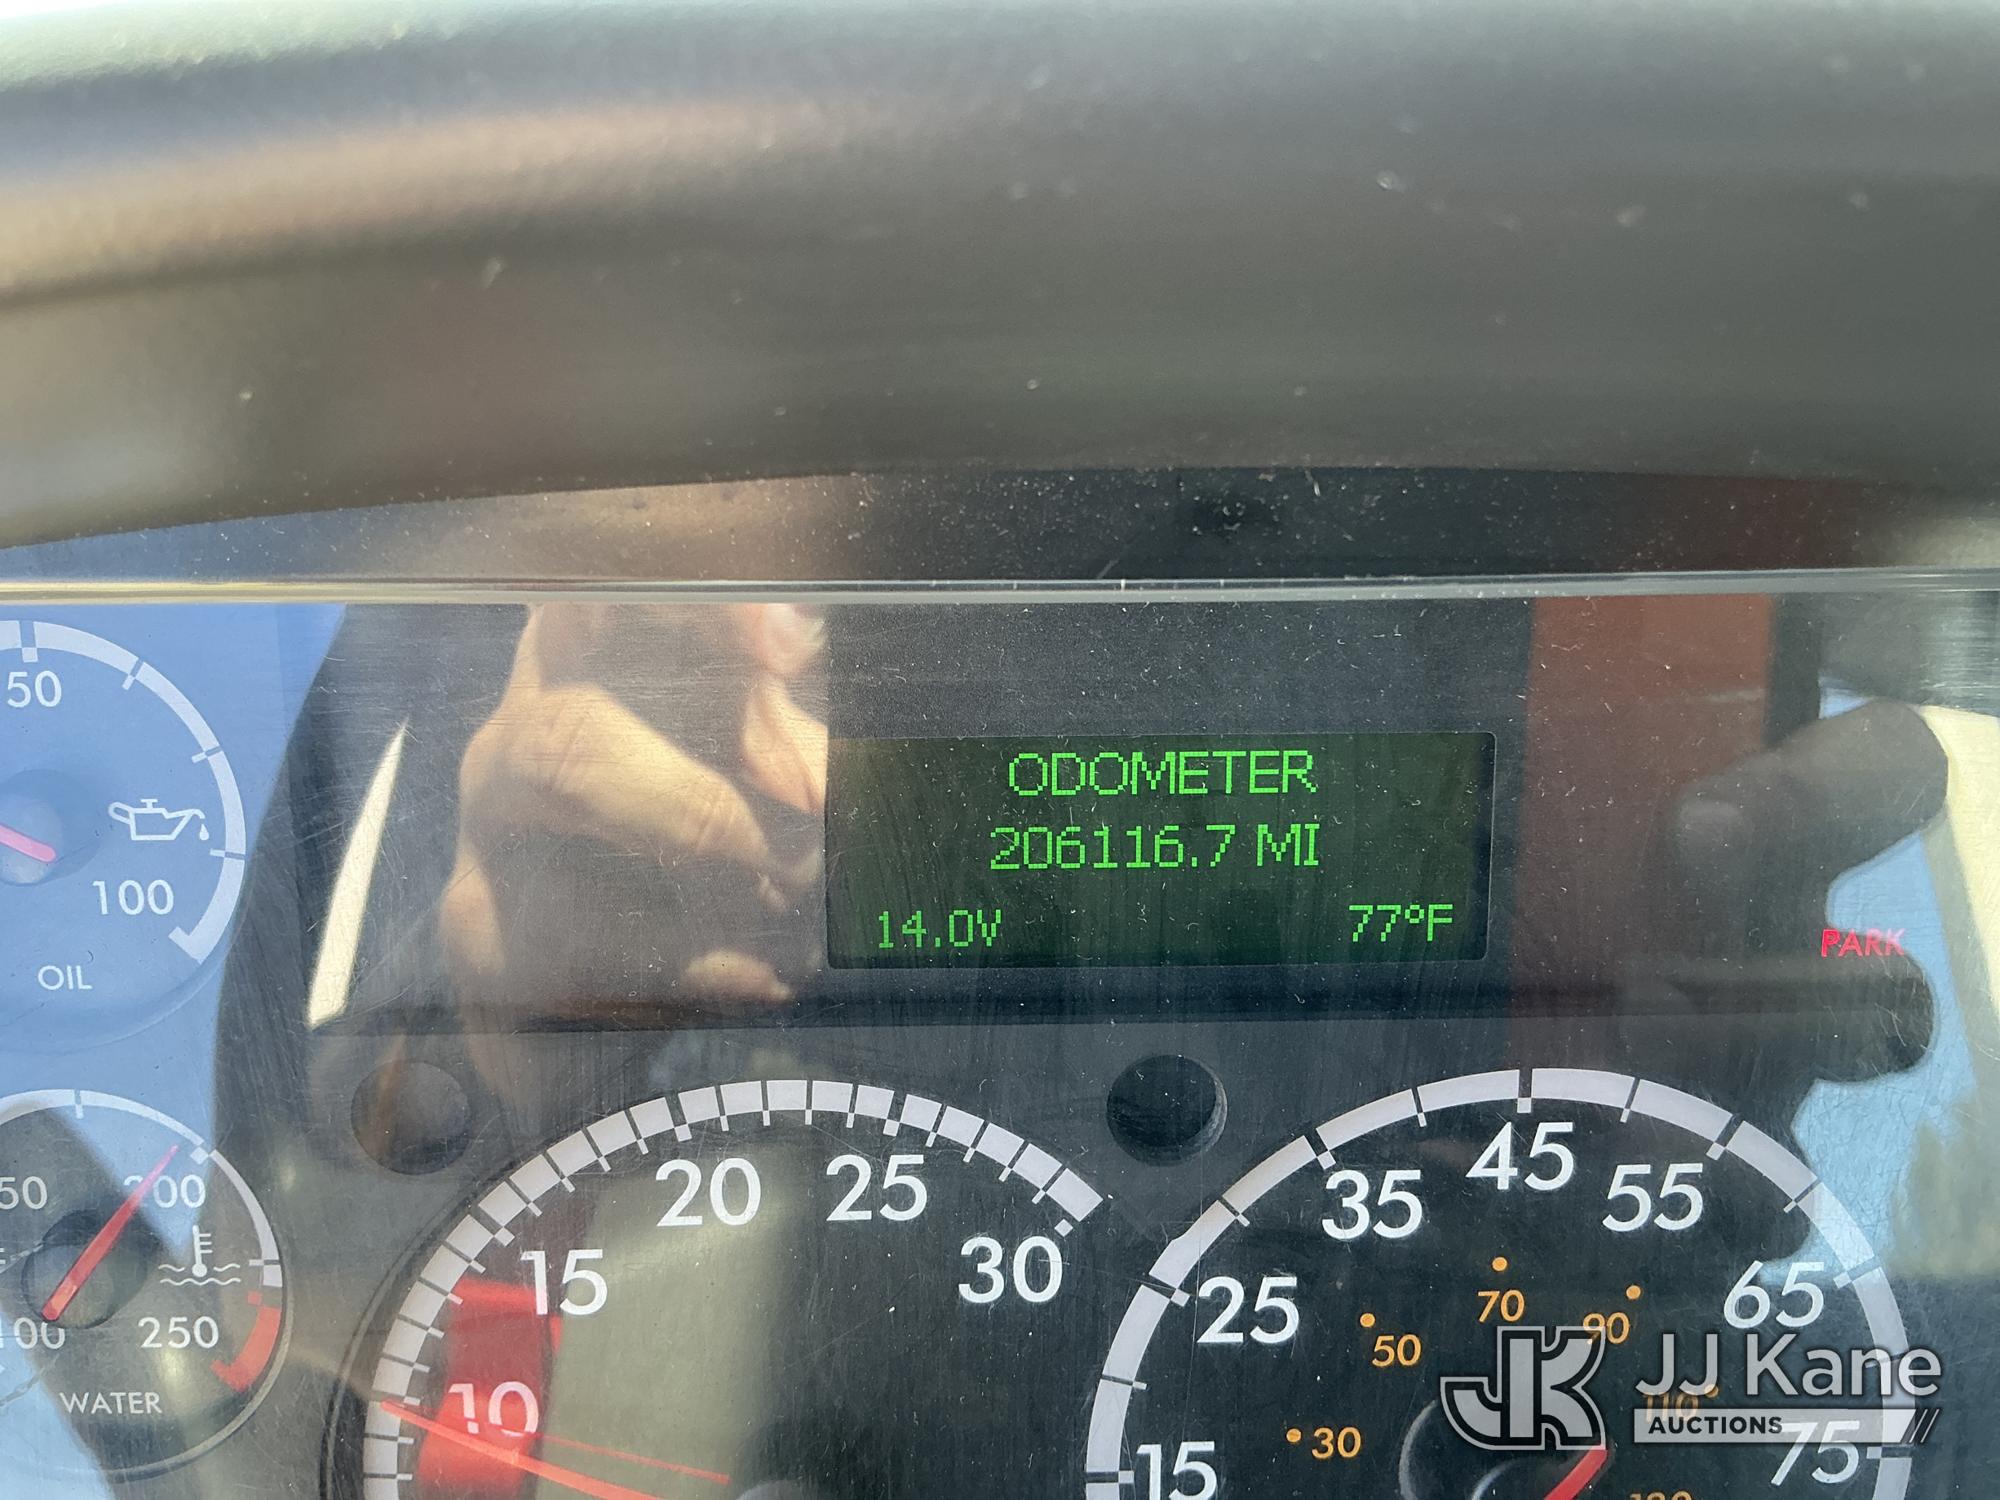 ODOMETER
206116.7 MI
14.0V 77°F
PARK
50
100
OIL
200
250
WATER
10 15 20 25 30
15 25 35 45 55 65 75
30 50 70 90 110
JJ Kane
AUCTIONS